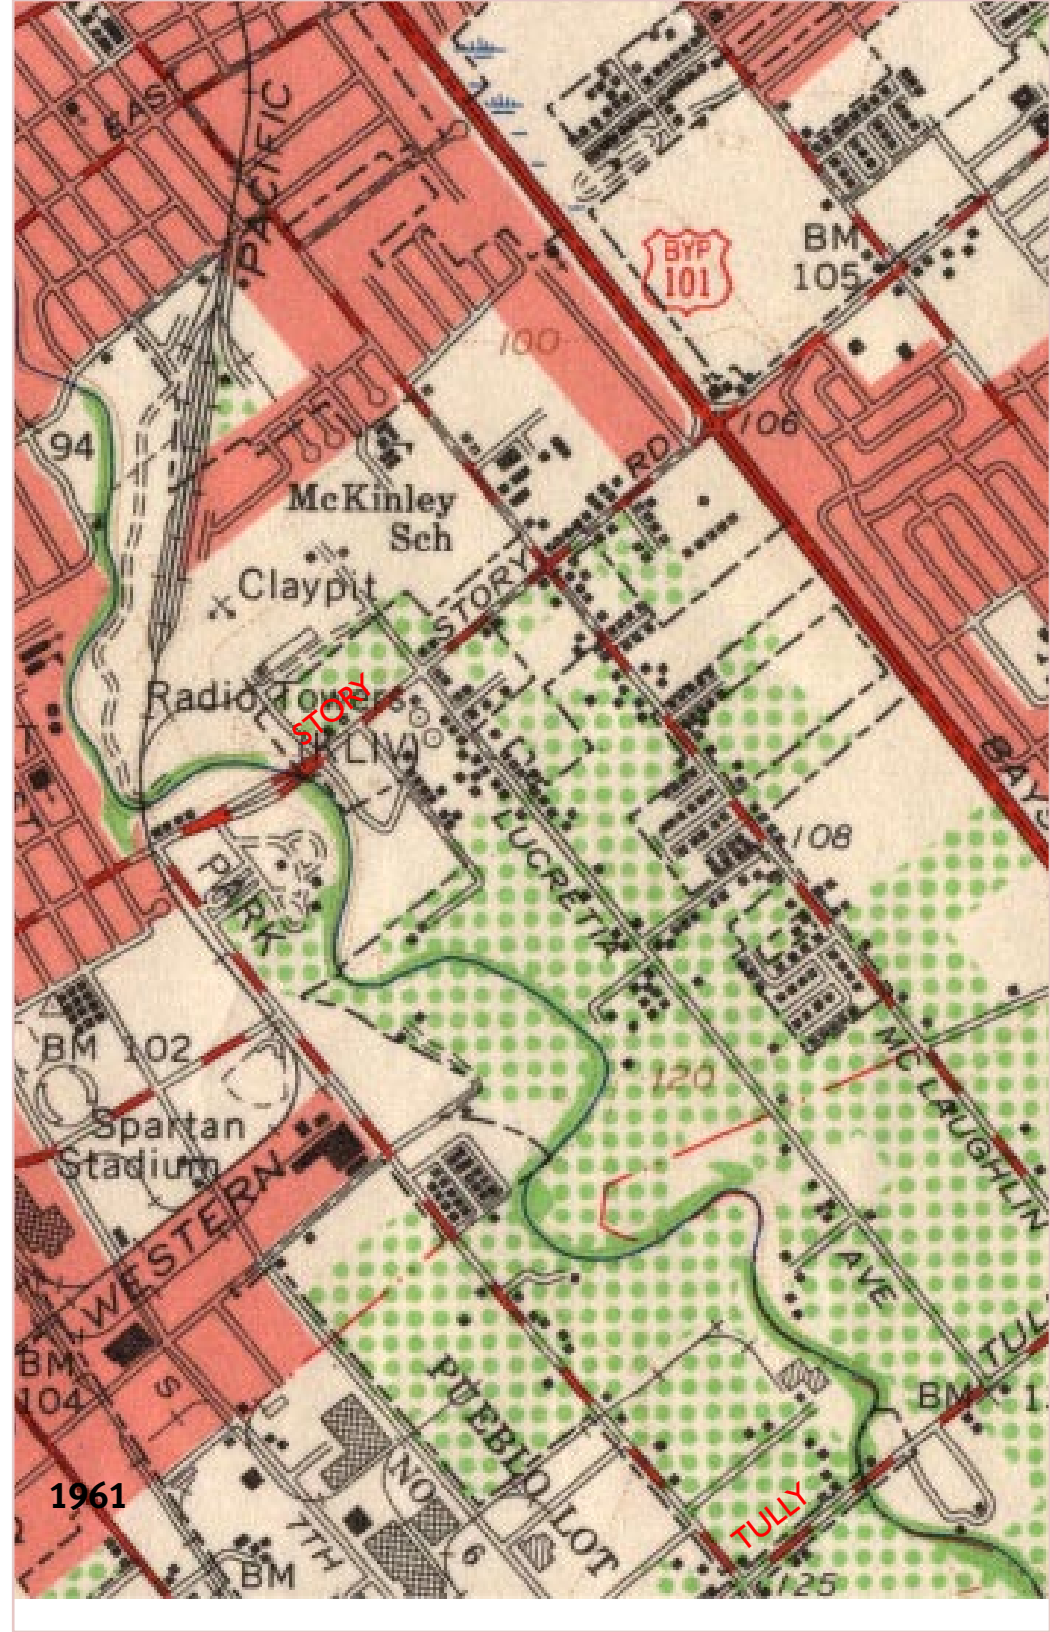 EAS
PACIFIC
BYP
101
BM
105
100
106
94
RD
McKinley
Sch
Claypit
STORY
Radio Towers
STORY
(KLIV)
LUCRETIA
108
BAYS
PARK
BM 102
120
MC LAUGHLIN
Spartan
Stadium
WESTERN
AVE
TUL
BM
104
BM
S
PUEBLO LOT
NO 6
1961
7TH
TULLY
BM
125